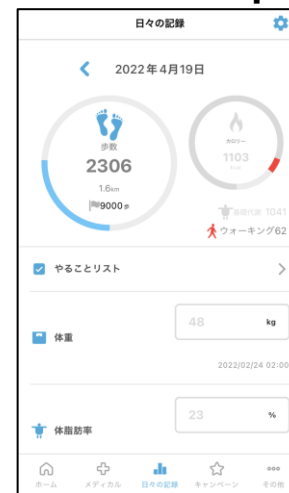 日々の記録
2022年4月19日
歩数
2306
1.6km
9000歩
カロリー
1103
kcal
基礎代謝 1041
ウォーキング62
やることリスト
体重
48 kg
2022/02/24 02:00
体脂肪率
23 %
ホーム メディカル 日々の記録 キャンペーン その他